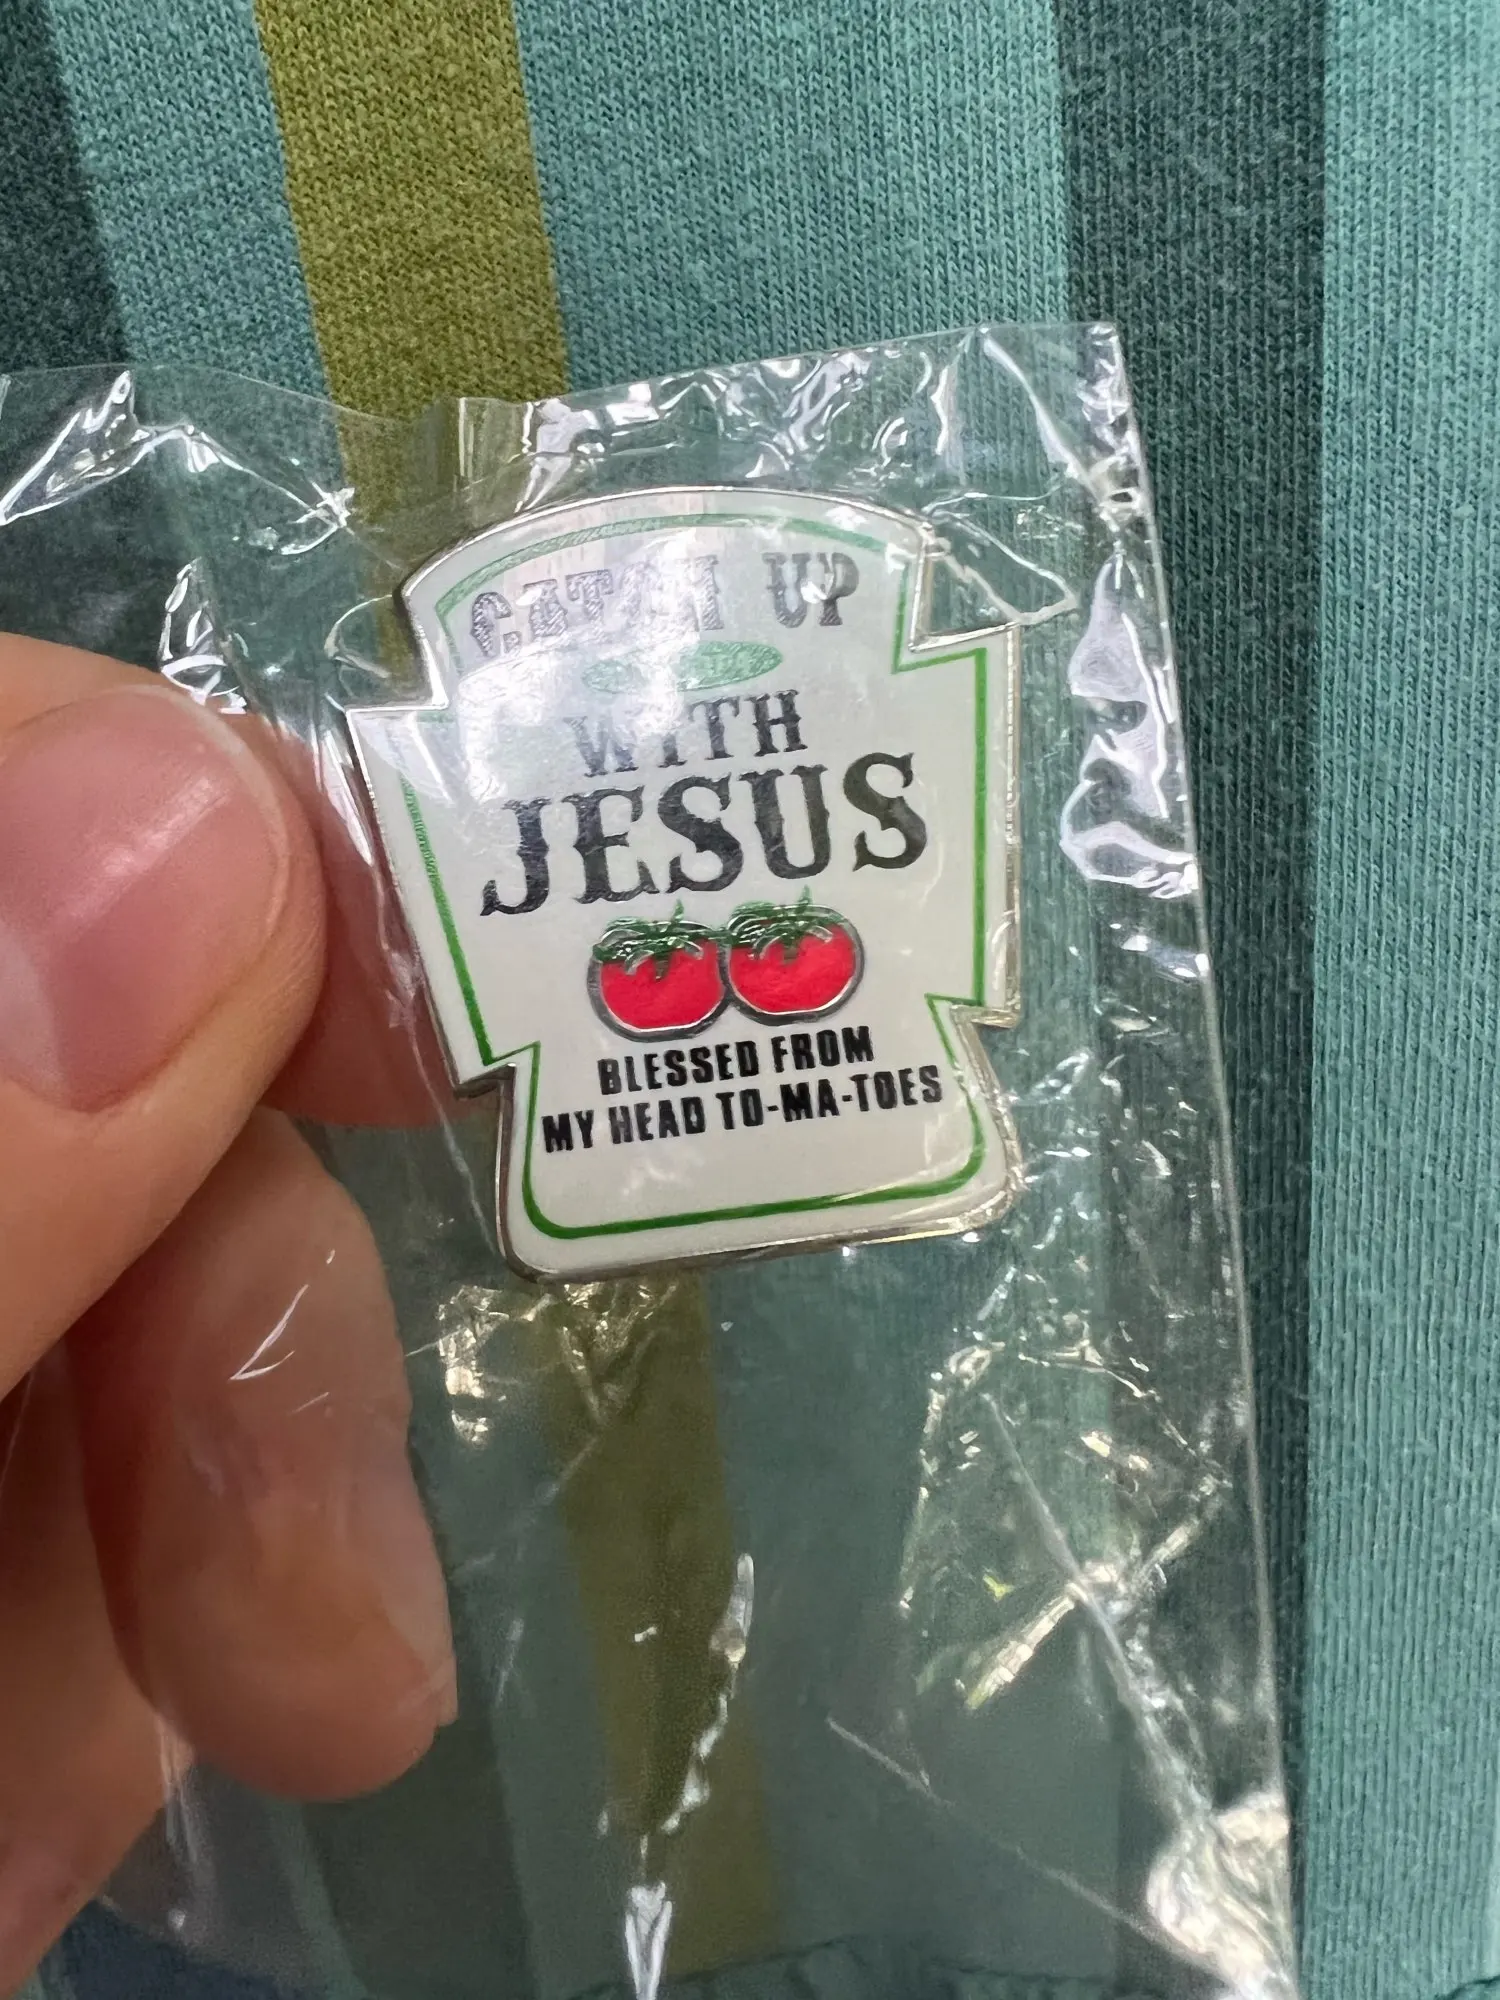 CATCH UP
WITH
JESUS
BLESSED FROM
MY HEAD TO-MA-TOES